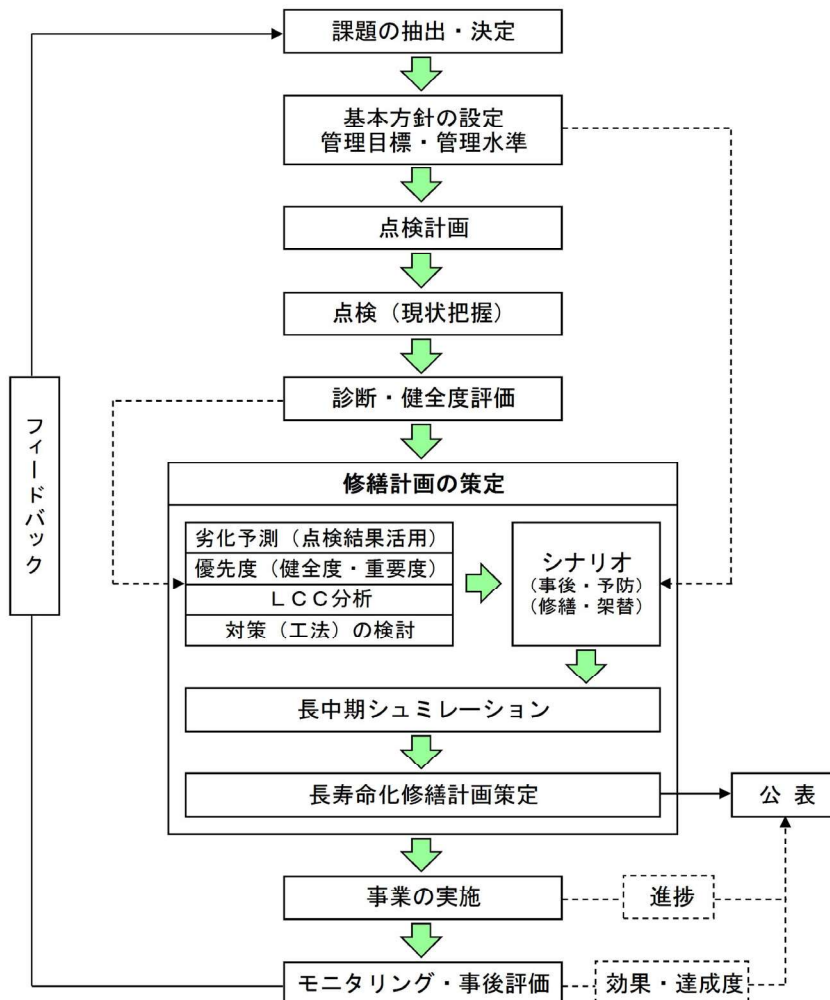 課題の抽出・決定
基本方針の設定
管理目標・管理水準
点検計画
点検（現状把握）
診断・健全度評価
フィードバック
修繕計画の策定
劣化予測（点検結果活用）
優先度（健全度・重要度）
ＬＣＣ分析
対策（工法）の検討
シナリオ
（事後・予防）
（修繕・架替）
長中期シュミレーション
長寿命化修繕計画策定
公 表
事業の実施
進捗
モニタリング・事後評価
効果・達成度